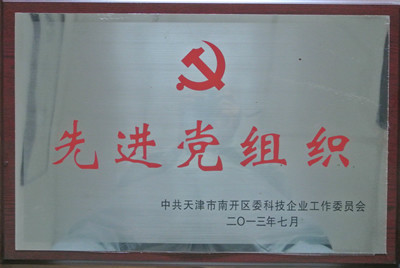 先进党组织
中共天津市南开区委科技企业工作委员会
二〇一三年七月